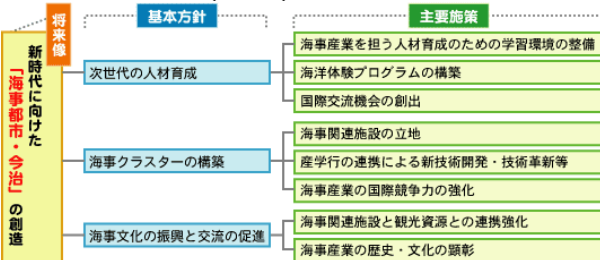 将来像
基本方針
主要施策
新時代に向けた
「海事都市・今治」の創造
次世代の人材育成
海事産業を担う人材育成のための学習環境の整備
海洋体験プログラムの構築
国際交流機会の創出
海事クラスターの構築
海事関連施設の立地
産学行の連携による新技術開発・技術革新等
海事産業の国際競争力の強化
海事文化の振興と交流の促進
海事関連施設と観光資源との連携強化
海事産業の歴史・文化の顕彰